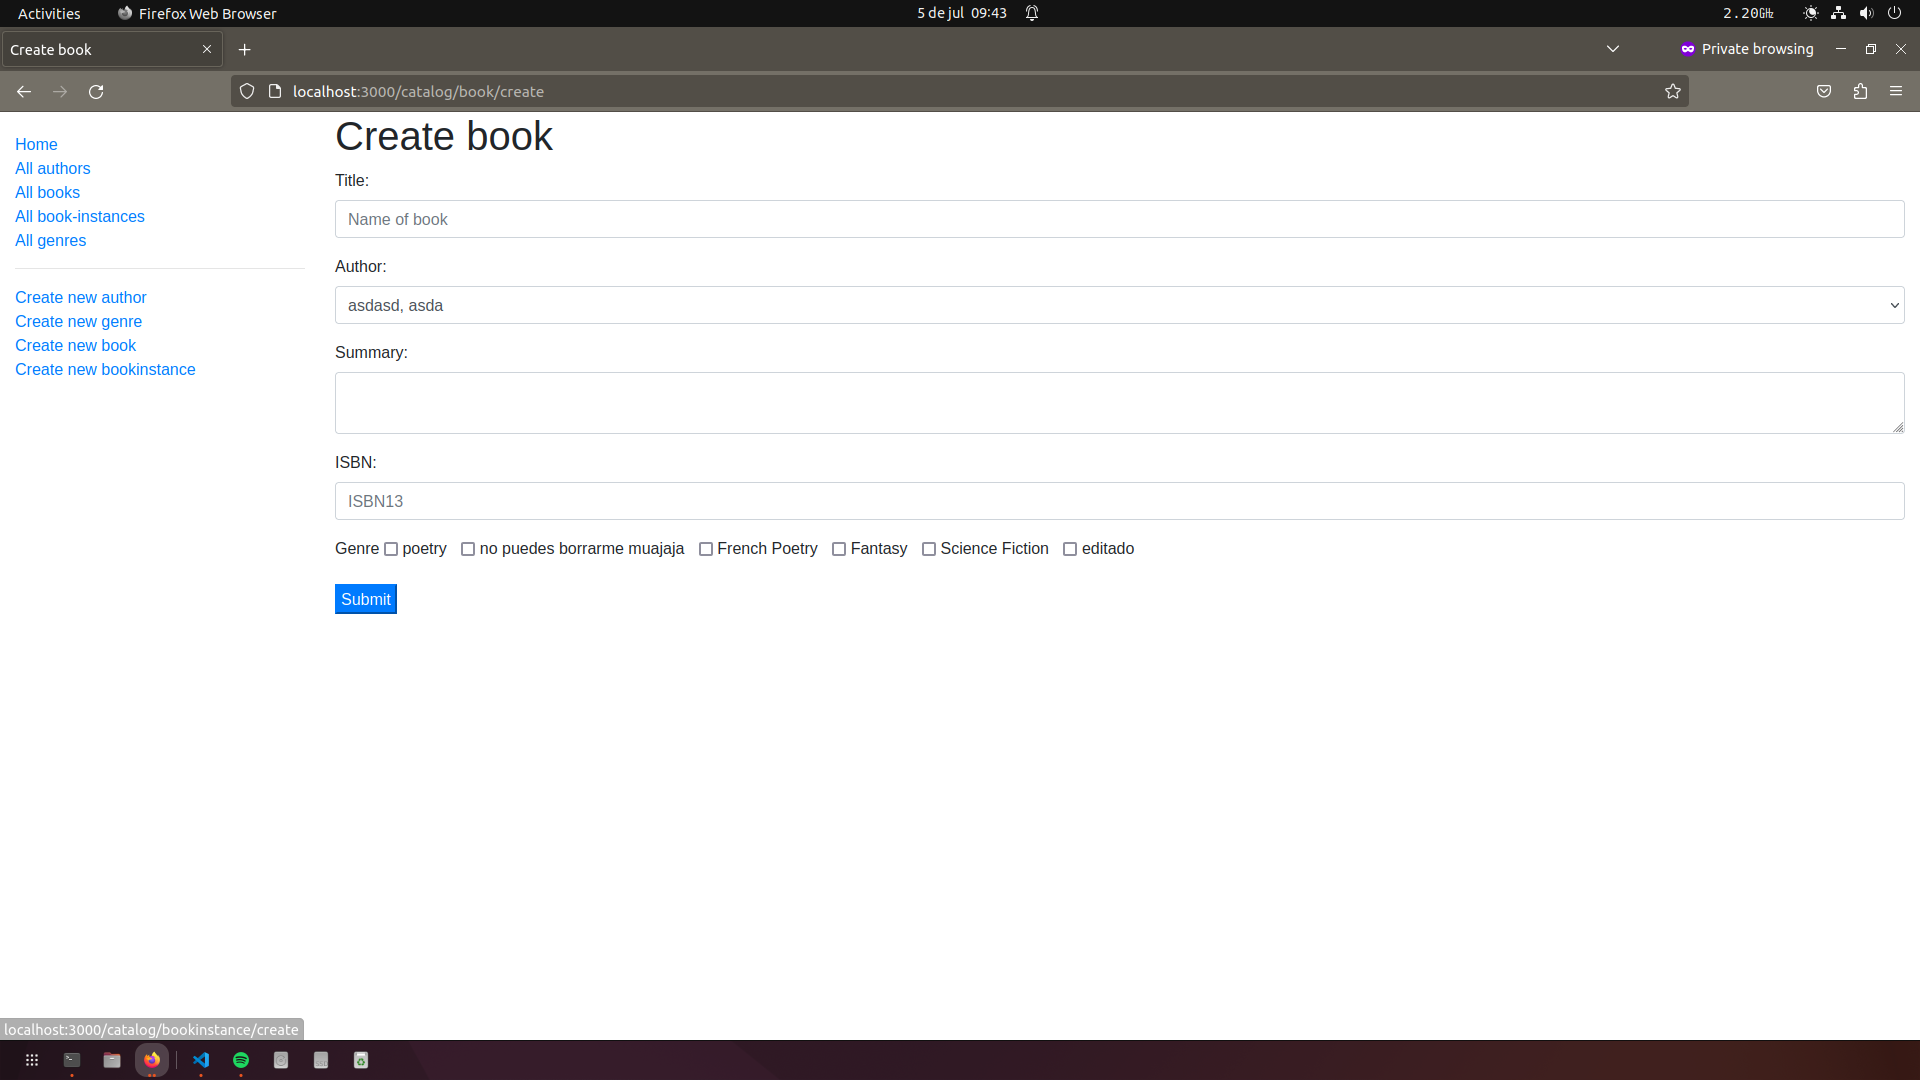 Activities Firefox Web Browser 5 de jul 09:43 2.20GHz
Create book Private browsing
localhost:3000/catalog/book/create
Home
All authors
All books
All book-instances
All genres
Create new author
Create new genre
Create new book
Create new bookinstance
Create book
Title:
Name of book
Author:
asdasd, asda
Summary:
ISBN:
ISBN13
Genre poetry no puedes borrarme muajaja French Poetry Fantasy Science Fiction editado
Submit
localhost:3000/catalog/bookinstance/create